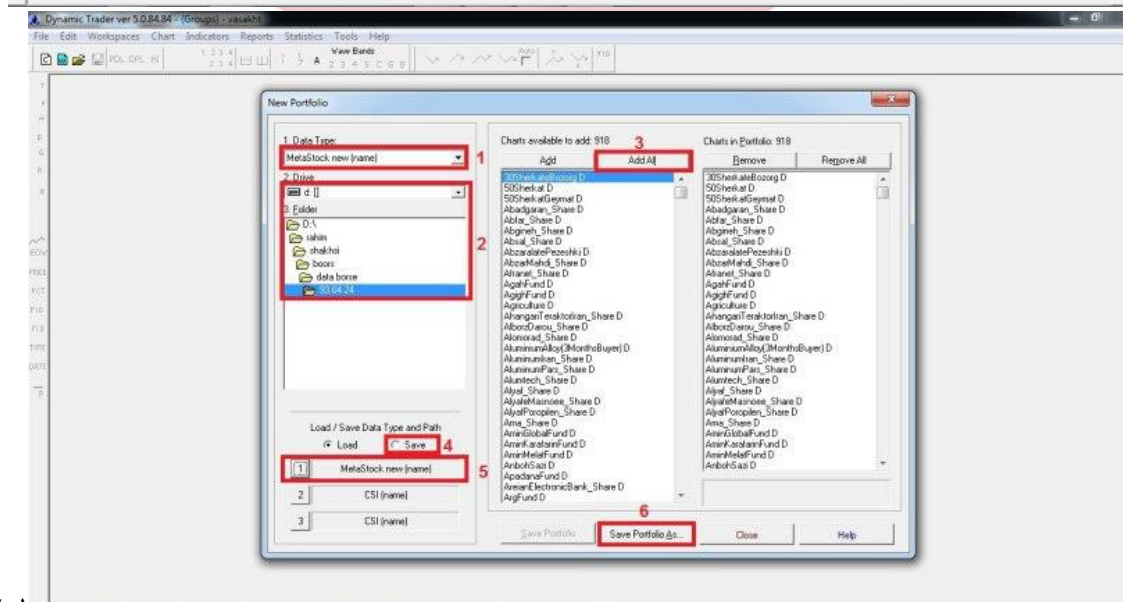 Dynamic Trader ver 5.0.84.84 - (Groups) - vasakht
File Edit Workspaces Chart Indicators Reports Statistics Tools Help
Wave Bands
New Portfolio
1. Data Type:
MetaStock new (name)
1
2. Drive
d: []
3. Folder
D:\
rahim
shakhsi
boors
data borse
93.04.24
2
Load / Save Data Type and Path
Load Save
4
1 MetaStock new (name)
5
2 CSI (name)
3 CSI (name)
Charts available to add: 918
3
Add Add All
30SherkateBozorg D
50Sherkat D
50SherkatGeymat D
Abadgaran_Share D
Abfar_Share D
Abgineh_Share D
Absal_Share D
AbzaralatePezeshki D
AbzarMahdi_Share D
Afranet_Share D
AgahFund D
AgighFund D
Agriculture D
AhangariTeraktorIran_Share D
AlborzDarou_Share D
Alomorad_Share D
AluminiumAlloy(3MonthsBuyer) D
AluminumIran_Share D
AluminumPars_Share D
Alumtech_Share D
Alyaf_Share D
AlyafeMasnoee_Share D
AlyafPoropilen_Share D
Ama_Share D
AminGlobalFund D
AminKarafarinFund D
AminMelatFund D
AnbohSazi D
ApadanaFund D
AreianElectronicBank_Share D
ArgFund D
Charts in Portfolio: 918
Remove Remove All
30SherkateBozorg D
50Sherkat D
50SherkatGeymat D
Abadgaran_Share D
Abfar_Share D
Abgineh_Share D
Absal_Share D
AbzaralatePezeshki D
AbzarMahdi_Share D
Afranet_Share D
AgahFund D
AgighFund D
Agriculture D
AhangariTeraktorIran_Share D
AlborzDarou_Share D
Alomorad_Share D
AluminiumAlloy(3MonthsBuyer) D
AluminumIran_Share D
AluminumPars_Share D
Alumtech_Share D
Alyaf_Share D
AlyafeMasnoee_Share D
AlyafPoropilen_Share D
Ama_Share D
AminGlobalFund D
AminKarafarinFund D
AminMelatFund D
AnbohSazi D
6
Save Portfolio Save Portfolio As... Close Help